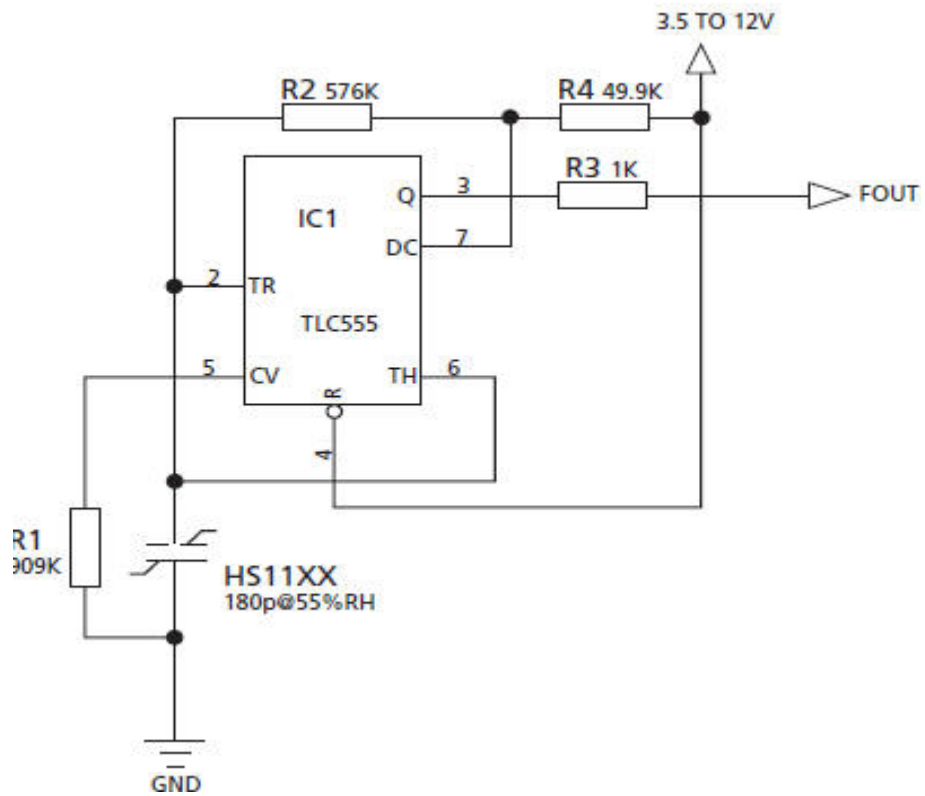 3.5 TO 12V
R2 576K
R4 49.9K
R3 1K
Q
3
FOUT
IC1
DC
7
2
TR
TLC555
5
CV
TH
6
R
4
R1
909K
HS11XX
180p@55%RH
GND